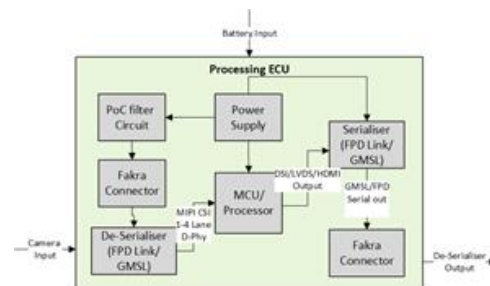 Battery Input
Processing ECU
PoC filter
Circuit
Power
Supply
Serialiser
(FPD Link/
GMSL)
Fakra
Connector
MCU/
Processor
DSI/LVDS/HDMI
Output
GMSL/FPD
Serial out
MIPI CSI
1-4 Lane
D-Phy
Camera
Input
De-Serialiser
(FPD Link/
GMSL)
Fakra
Connector
De-Serialiser
Output